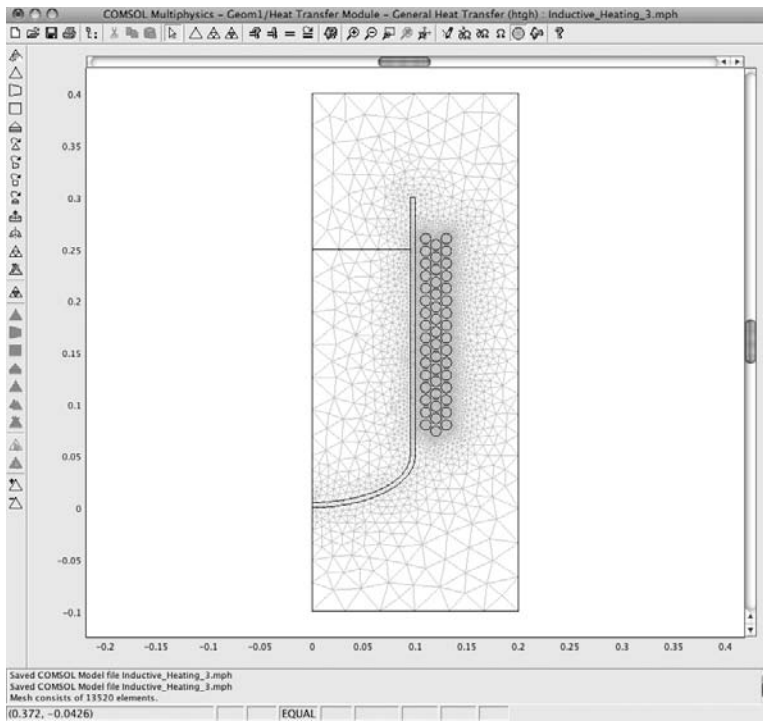 COMSOL Multiphysics – Geom1/Heat Transfer Module – General Heat Transfer (htgh) : Inductive_Heating_3.mph
0.4
0.35
0.3
0.25
0.2
0.15
0.1
0.05
0
−0.05
−0.1
−0.2 −0.15 −0.1 −0.05 0 0.05 0.1 0.15 0.2 0.25 0.3 0.35 0.4
Saved COMSOL Model file Inductive_Heating_3.mph
Saved COMSOL Model file Inductive_Heating_3.mph
Mesh consists of 13520 elements.
(0.372, −0.0426) EQUAL